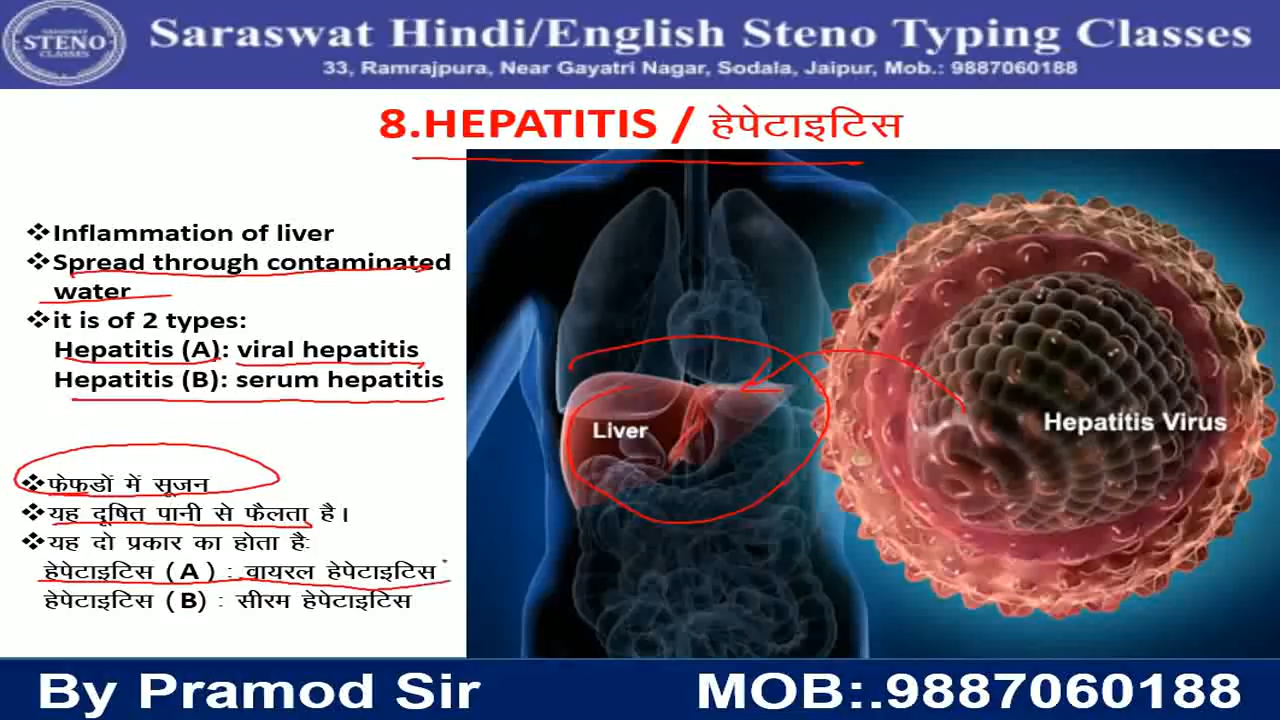 STENO
CLASSES
Saraswat Hindi/English Steno Typing Classes
33, Ramrajpura, Near Gayatri Nagar, Sodala, Jaipur, Mob.: 9887060188
8.HEPATITIS / हेपेटाइटिस
❖Inflammation of liver
❖Spread through contaminated
water
❖it is of 2 types:
Hepatitis (A): viral hepatitis
Hepatitis (B): serum hepatitis
❖फेफडों में सूजन
❖यह दूषित पानी से फैलता है।
❖यह दो प्रकार का होता है:
हेपेटाइटिस (A) : वायरल हेपेटाइटिस
हेपेटाइटिस (B) : सीरम हेपेटाइटिस
Liver
Hepatitis Virus
By Pramod Sir
MOB:.9887060188